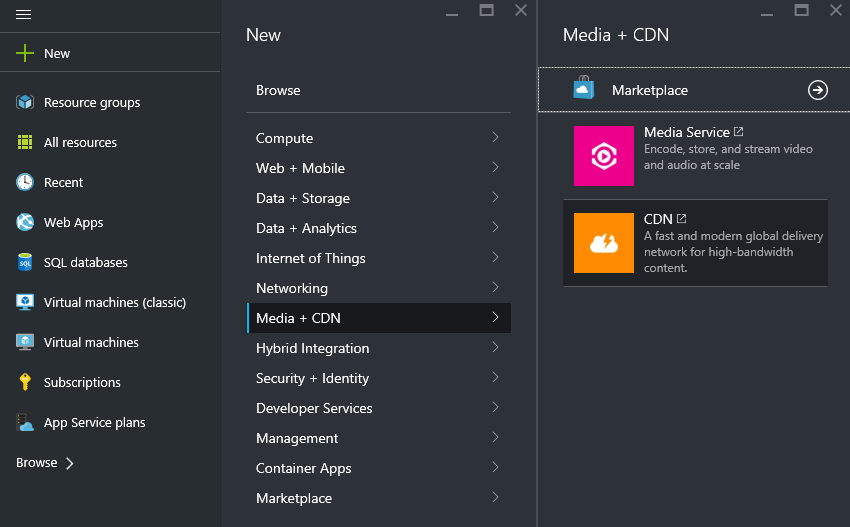 New
Resource groups
All resources
Recent
Web Apps
SQL
SQL databases
Virtual machines (classic)
Virtual machines
Subscriptions
App Service plans
Browse
New
Browse
Compute
Web + Mobile
Data + Storage
Data + Analytics
Internet of Things
Networking
Media + CDN
Hybrid Integration
Security + Identity
Developer Services
Management
Container Apps
Marketplace
Media + CDN
Marketplace
Media Service
Encode, store, and stream video
and audio at scale
CDN
A fast and modern global delivery
network for high-bandwidth
content.